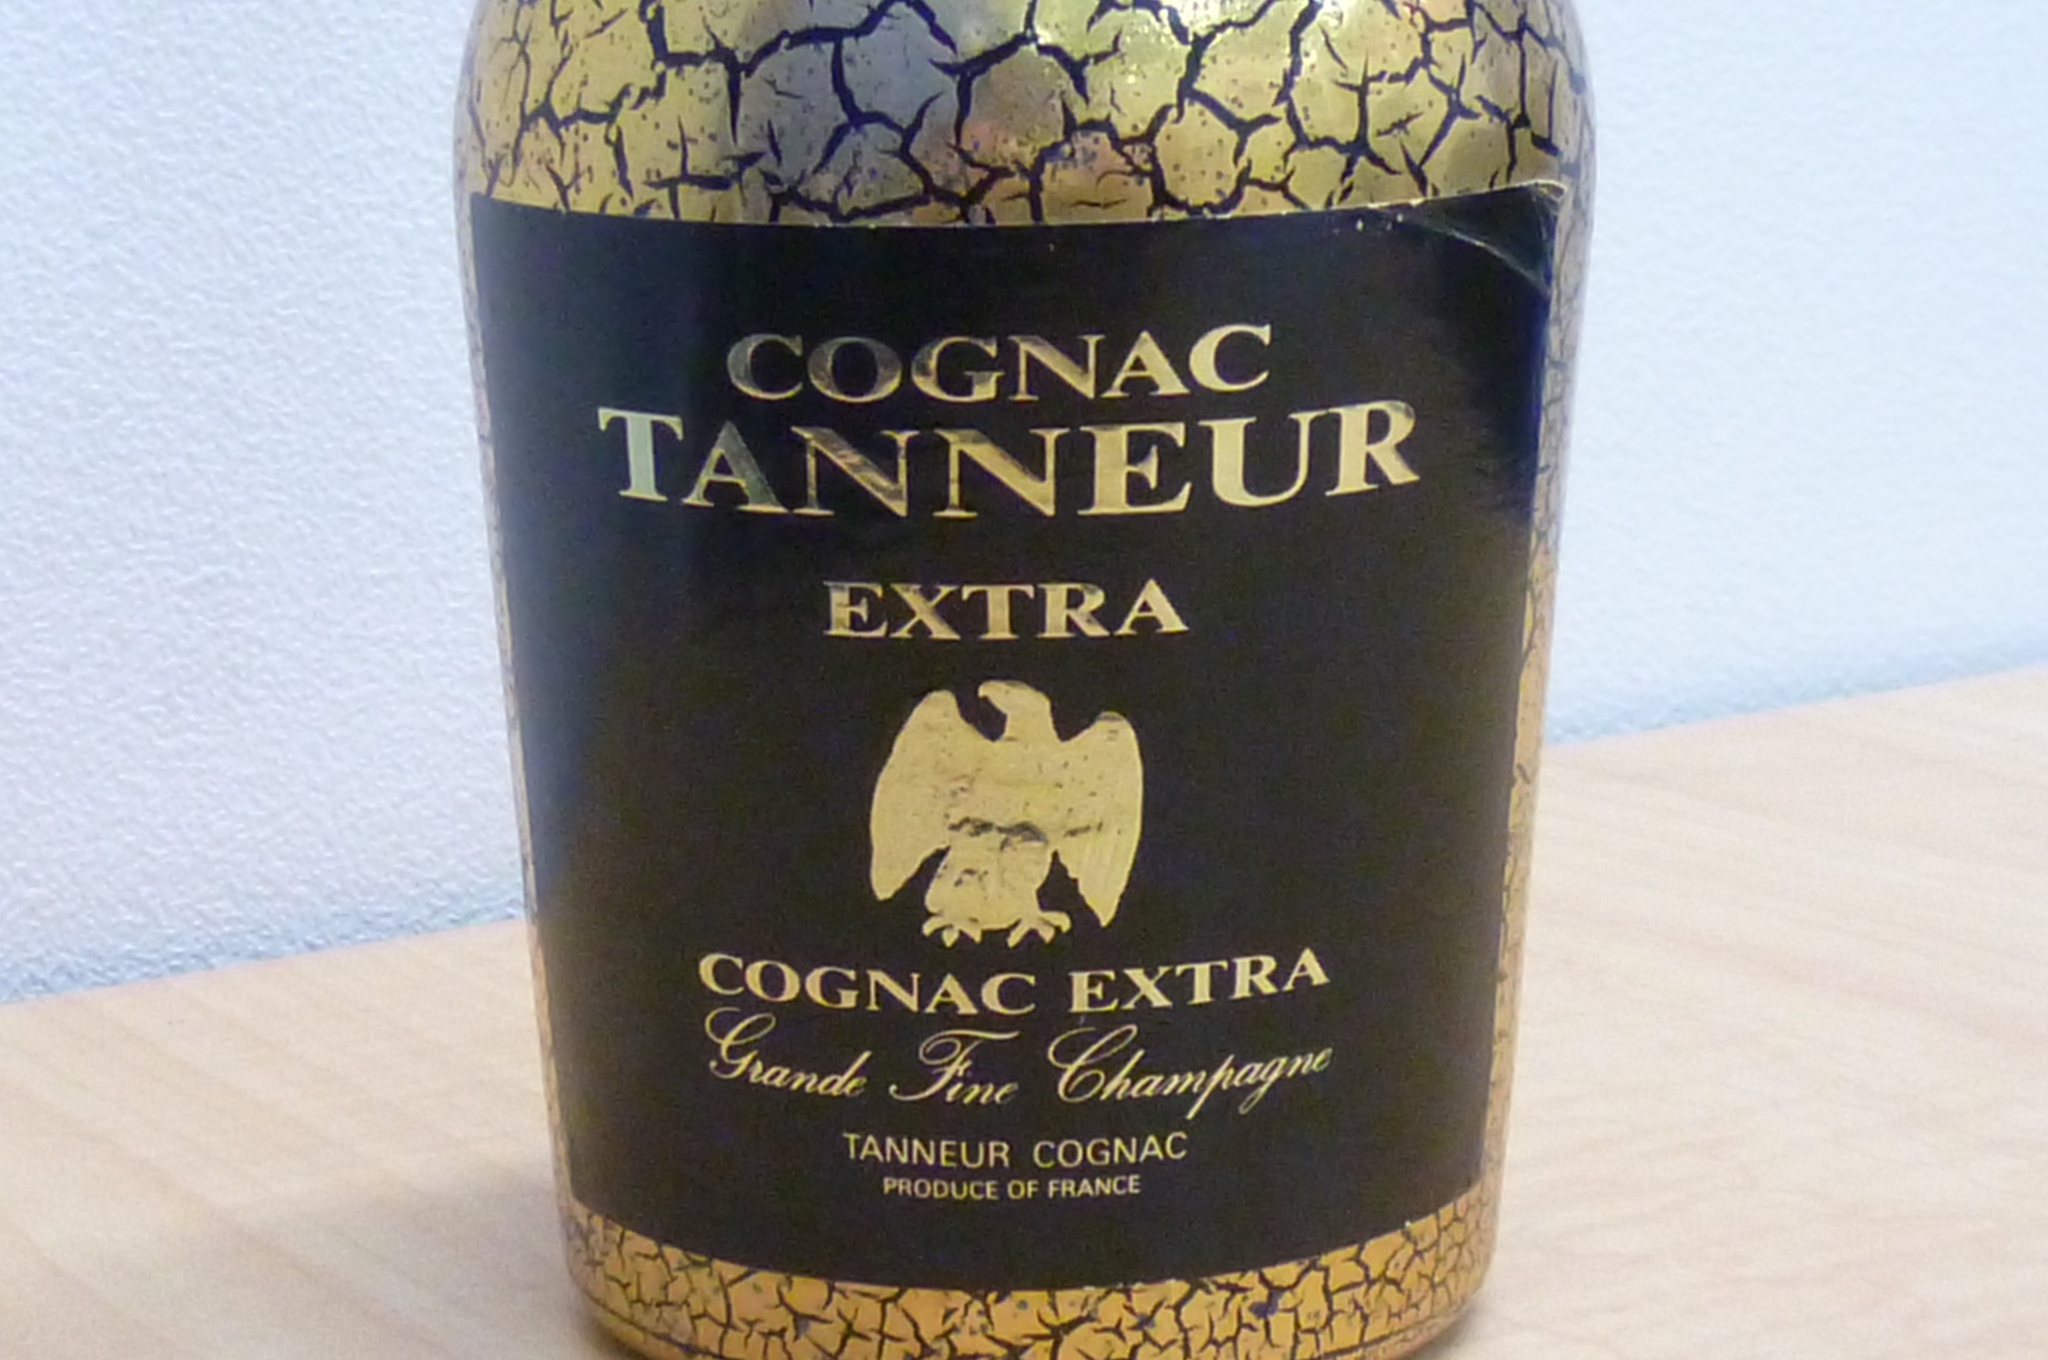 COGNAC
TANNEUR
EXTRA
COGNAC EXTRA
Grande Fine Champagne
TANNEUR COGNAC
PRODUCE OF FRANCE